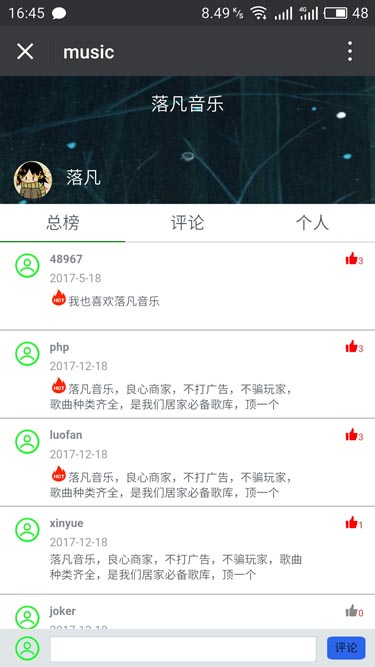 16:45 8.49 K/s 4G 48
music
落凡音乐
落凡
总榜 评论 个人
48967 3
2017-5-18
HOT 我也喜欢落凡音乐
php 3
2017-12-18
HOT 落凡音乐，良心商家，不打广告，不骗玩家，
歌曲种类齐全，是我们居家必备歌库，顶一个
luofan 3
2017-12-18
HOT 落凡音乐，良心商家，不打广告，不骗玩家，
歌曲种类齐全，是我们居家必备歌库，顶一个
xinyue 1
2017-12-18
落凡音乐，良心商家，不打广告，不骗玩家，歌曲
种类齐全，是我们居家必备歌库，顶一个
joker 0
2017-12-18
评论